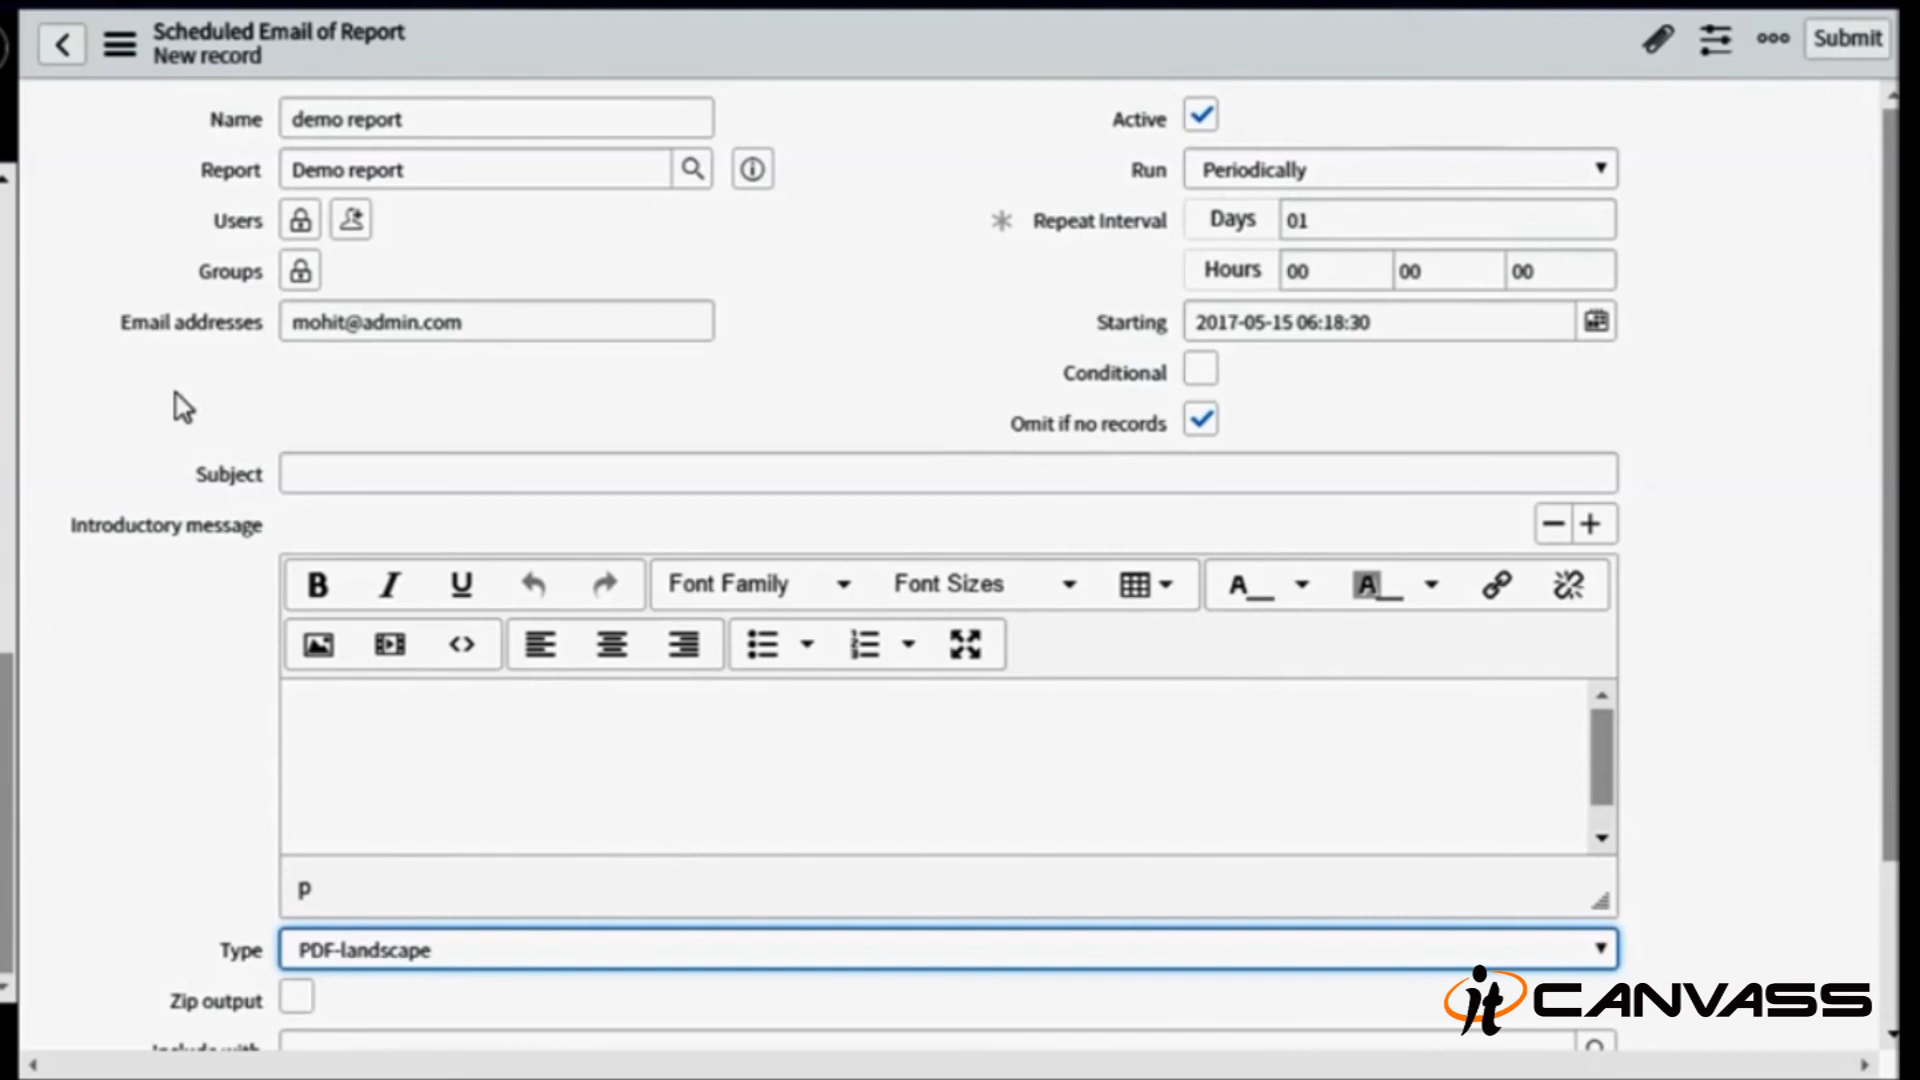 Scheduled Email of Report
New record
Submit
Name demo report
Active
Report Demo report
Run Periodically
Users
* Repeat Interval Days 01
Groups
Hours 00 00 00
Email addresses mohit@admin.com
Starting 2017-05-15 06:18:30
Conditional
Omit if no records
Subject
Introductory message
B I U Font Family Font Sizes A A
p
Type PDF-landscape
Zip output
Include with
it CANVASS